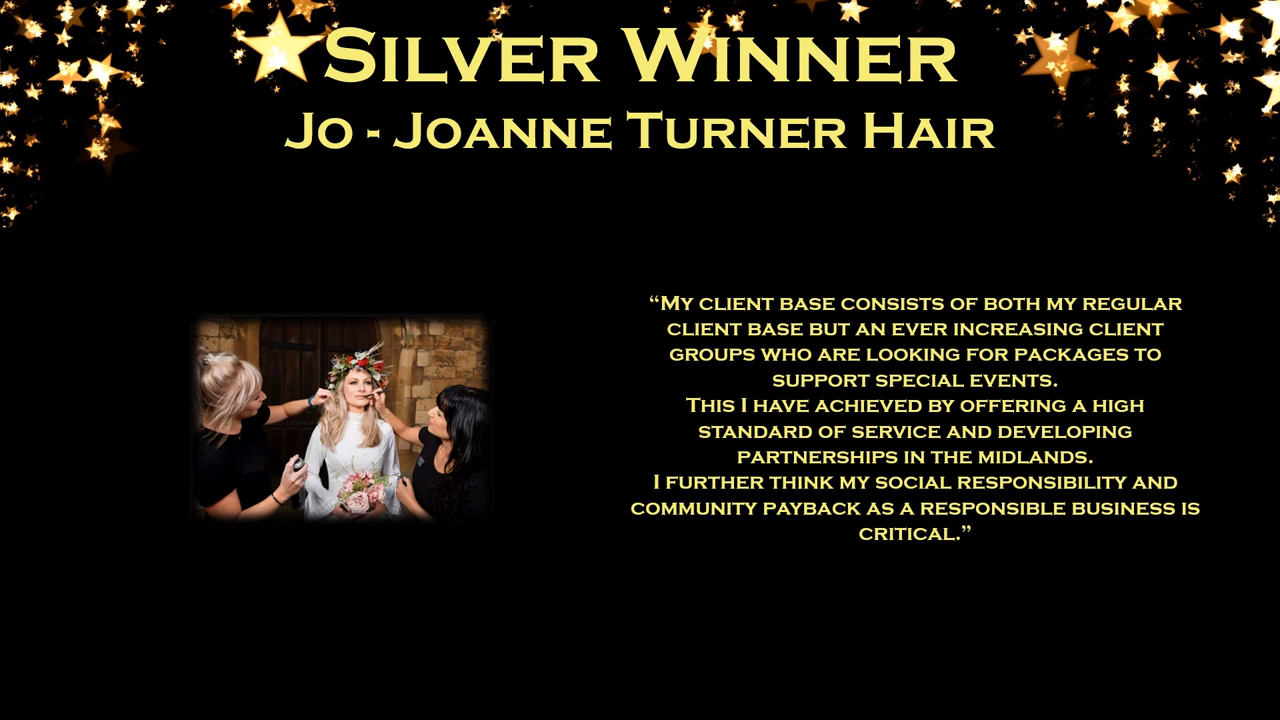 Silver Winner
Jo - Joanne Turner Hair
“My client base consists of both my regular
client base but an ever increasing client
groups who are looking for packages to
support special events.
This I have achieved by offering a high
standard of service and developing
partnerships in the midlands.
I further think my social responsibility and
community payback as a responsible business is
critical.”